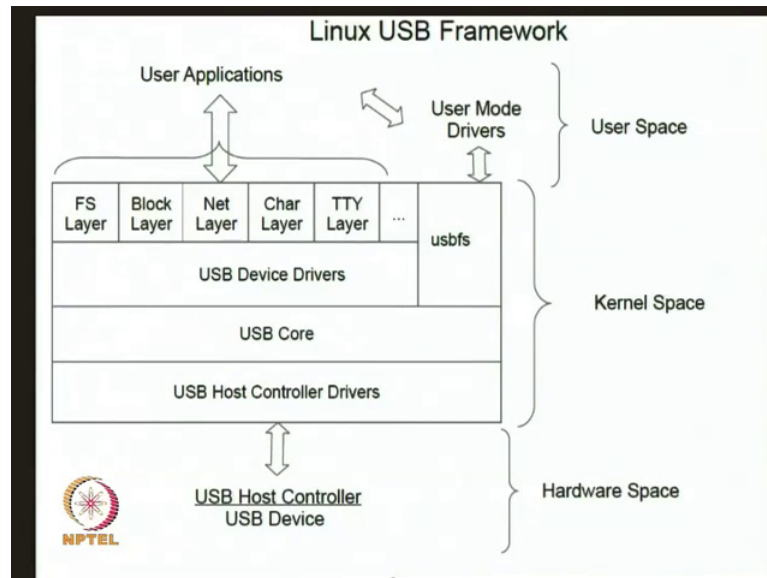 Linux USB Framework
User Applications
User Mode
Drivers
User Space
FS
Layer
Block
Layer
Net
Layer
Char
Layer
TTY
Layer
...
usbfs
USB Device Drivers
USB Core
USB Host Controller Drivers
Kernel Space
USB Host Controller
USB Device
Hardware Space
NPTEL